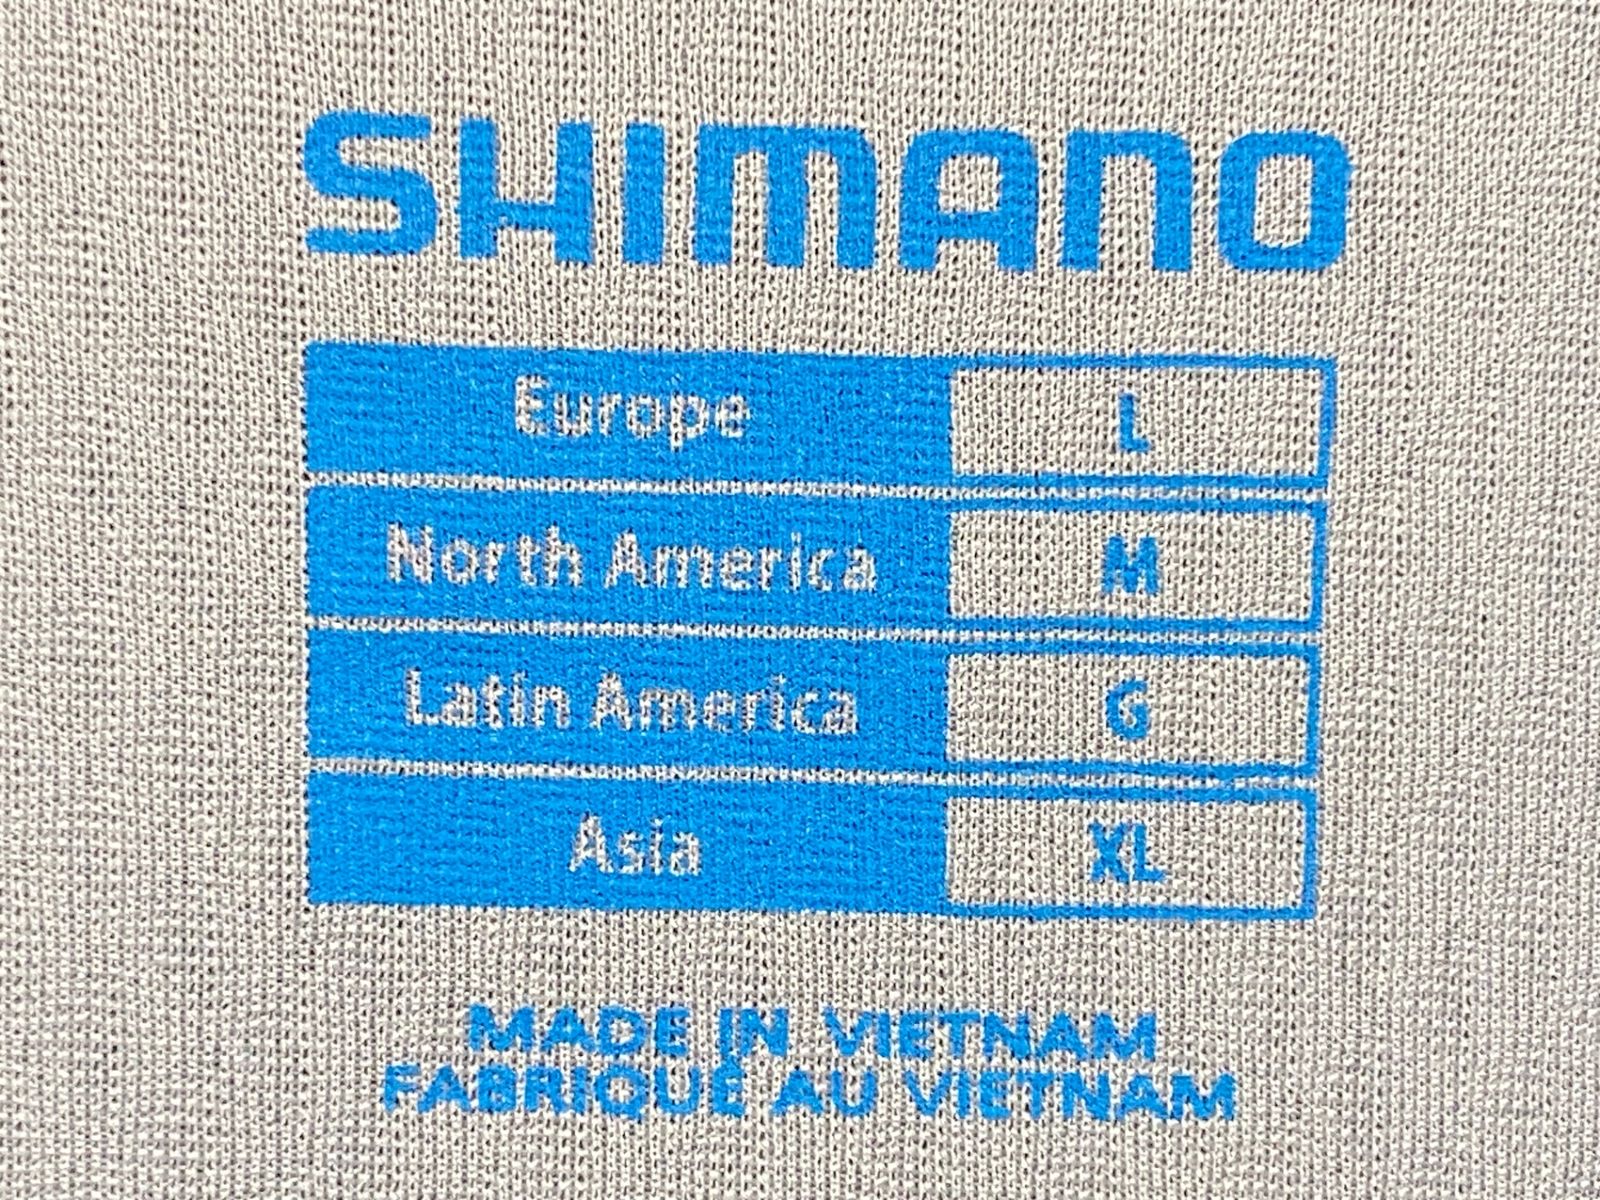 SHIMANO
Europe L
North America M
Latin America G
Asia XL
MADE IN VIETNAM
FABRIQUÉ AU VIETNAM